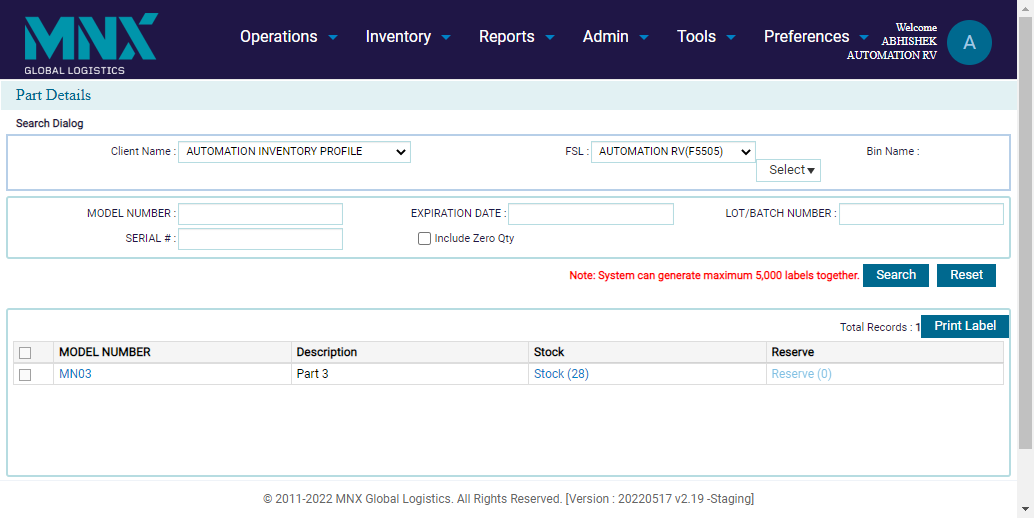 MNX
GLOBAL LOGISTICS
Operations Inventory Reports Admin Tools Preferences
Welcome
ABHISHEK
AUTOMATION RV
A
Part Details
Search Dialog
Client Name : AUTOMATION INVENTORY PROFILE FSL : AUTOMATION RV(F5505) Bin Name :
Select
MODEL NUMBER : EXPIRATION DATE : LOT/BATCH NUMBER :
SERIAL # : Include Zero Qty
Note: System can generate maximum 5,000 labels together. Search Reset
Total Records : 1 Print Label
MODEL NUMBER Description Stock Reserve
MN03 Part 3 Stock (28) Reserve (0)
© 2011-2022 MNX Global Logistics. All Rights Reserved. [Version : 20220517 v2.19 -Staging]